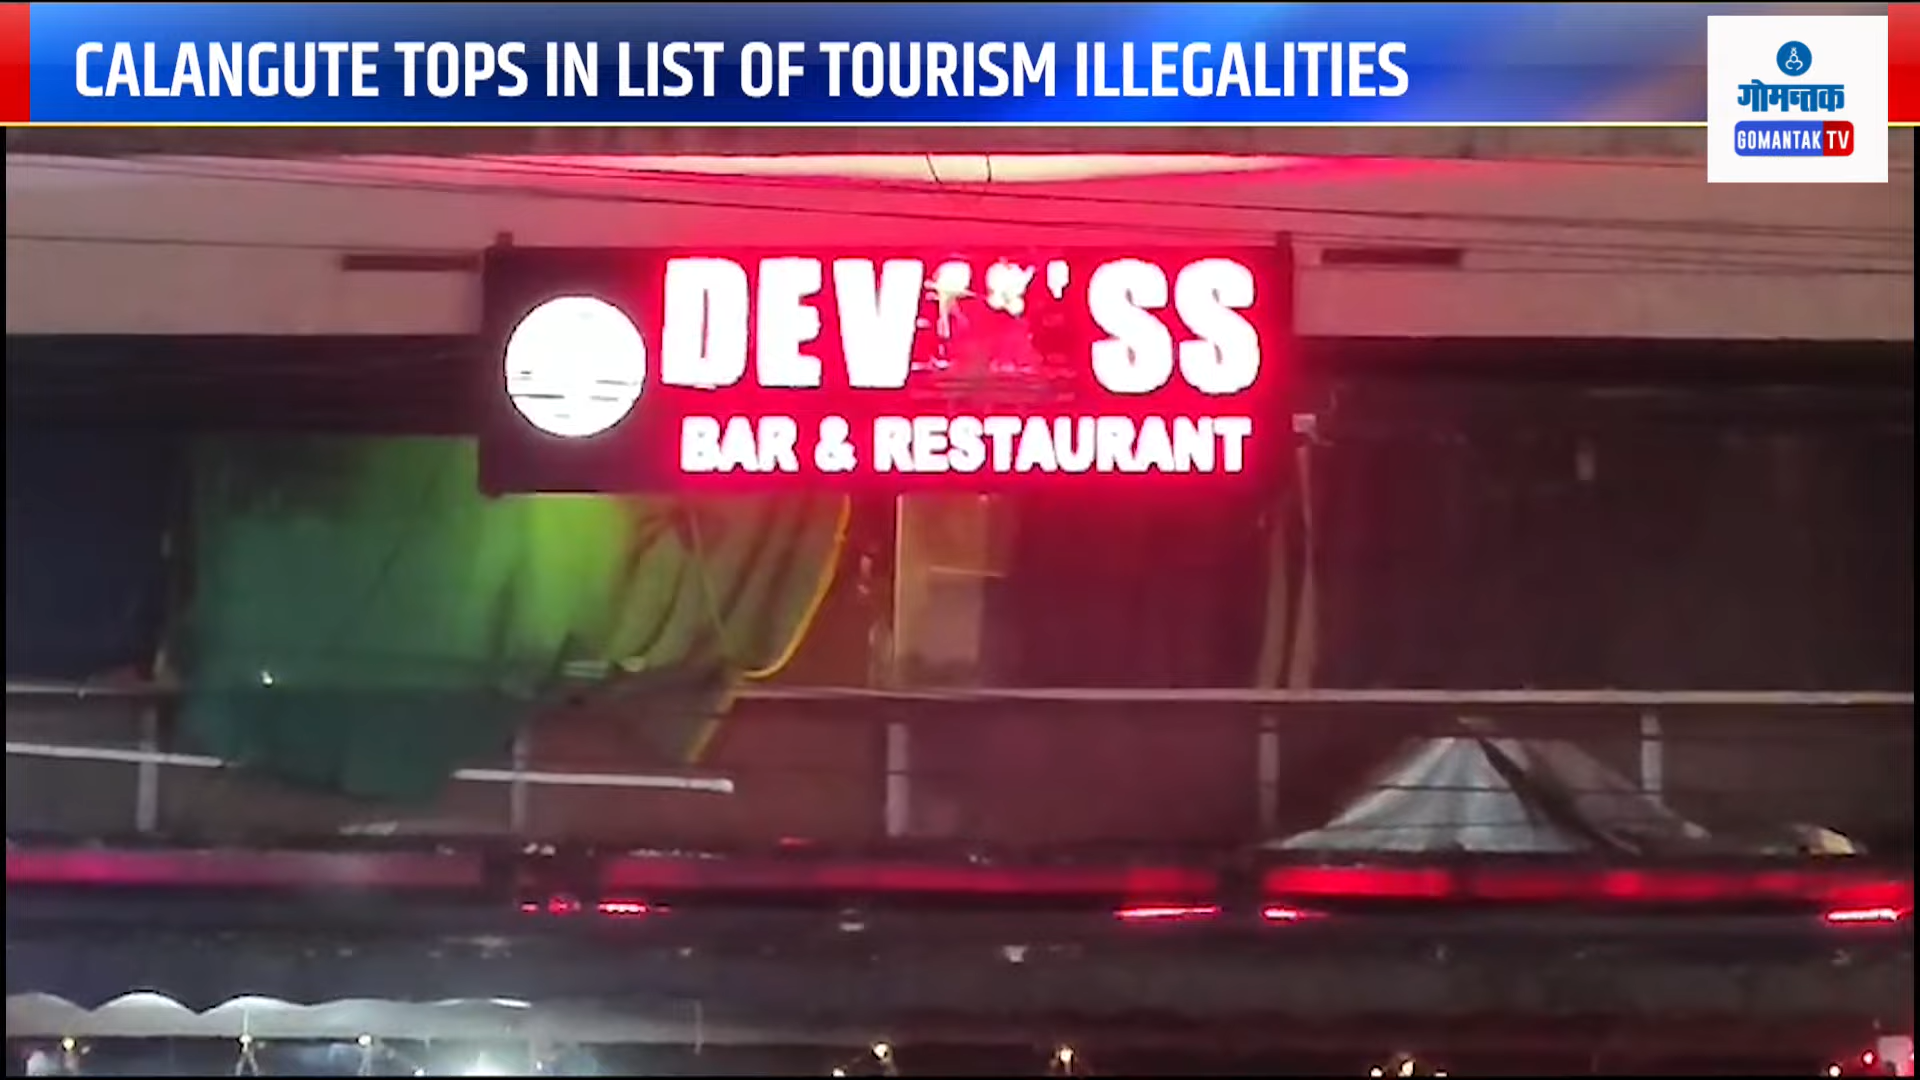 CALANGUTE TOPS IN LIST OF TOURISM ILLEGALITIES
गोमन्तक
GOMANTAK TV
BAR & RESTAURANT